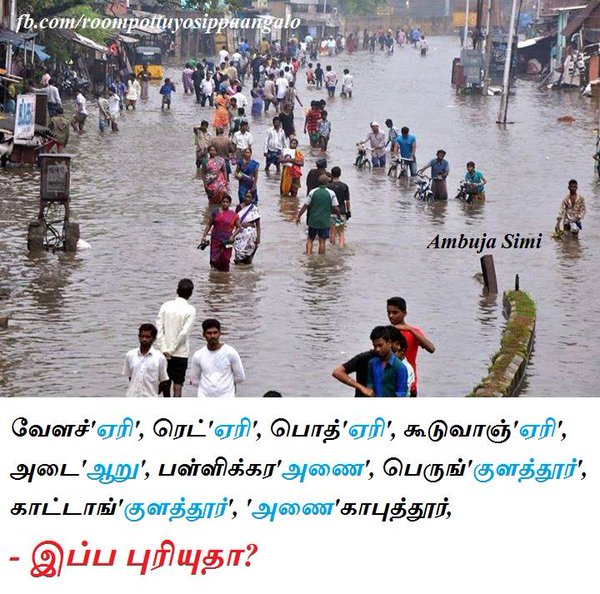 fb.com/roompottuyosippaangalo
Ambuja Simi
வேளச்'ஏரி', ரெட்'ஏரி', பொத்'ஏரி', கூடுவாஞ்'ஏரி',
அடை'ஆறு', பள்ளிக்கர'அணை', பெருங்'குளத்தூர்',
காட்டாங்'குளத்தூர்', 'அணை'காபுத்தூர்,
- இப்ப புரியுதா?